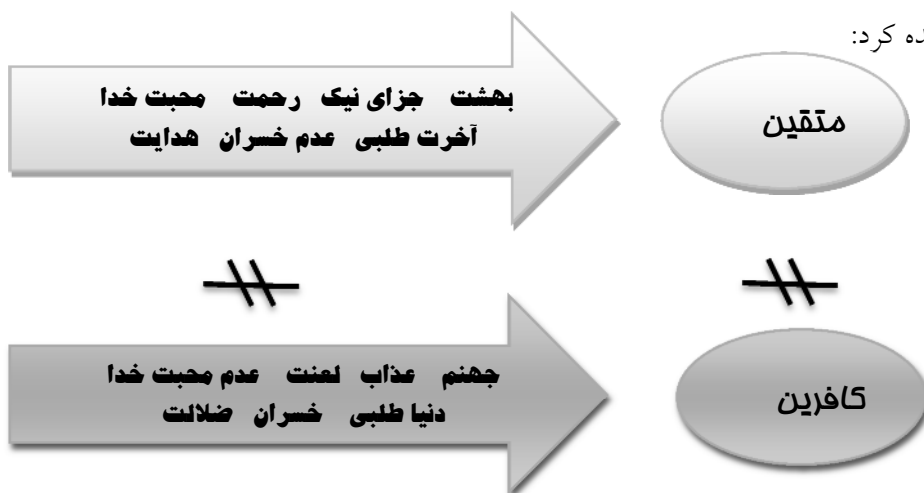 ده کرد:
متقین
بهشت جزای نیک رحمت محبت خدا
آخرت طلبی عدم خسران هدایت
کافرین
جهنم عذاب لعنت عدم محبت خدا
دنیا طلبی خسران ضلالت